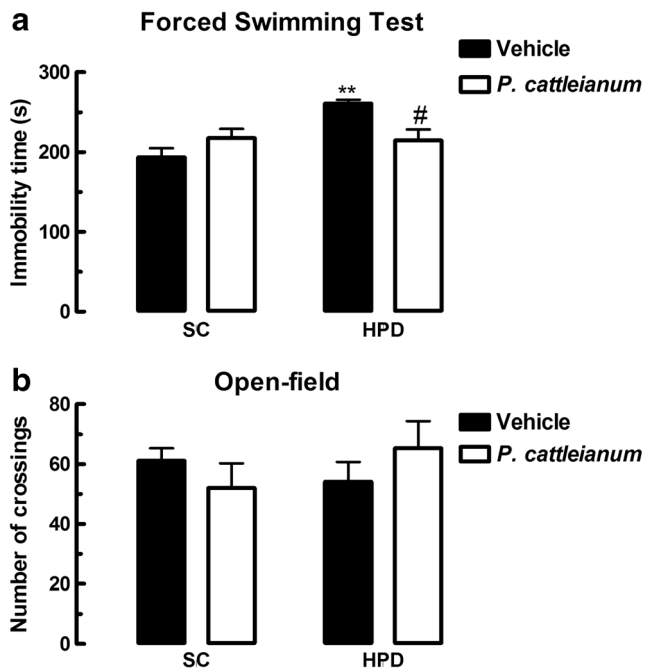 a
Forced Swimming Test
Vehicle
P. cattleianum
Immobility time (s)
300
200
100
0
**
#
SC
HPD
b
Open-field
Vehicle
P. cattleianum
Number of crossings
80
60
40
20
0
SC
HPD